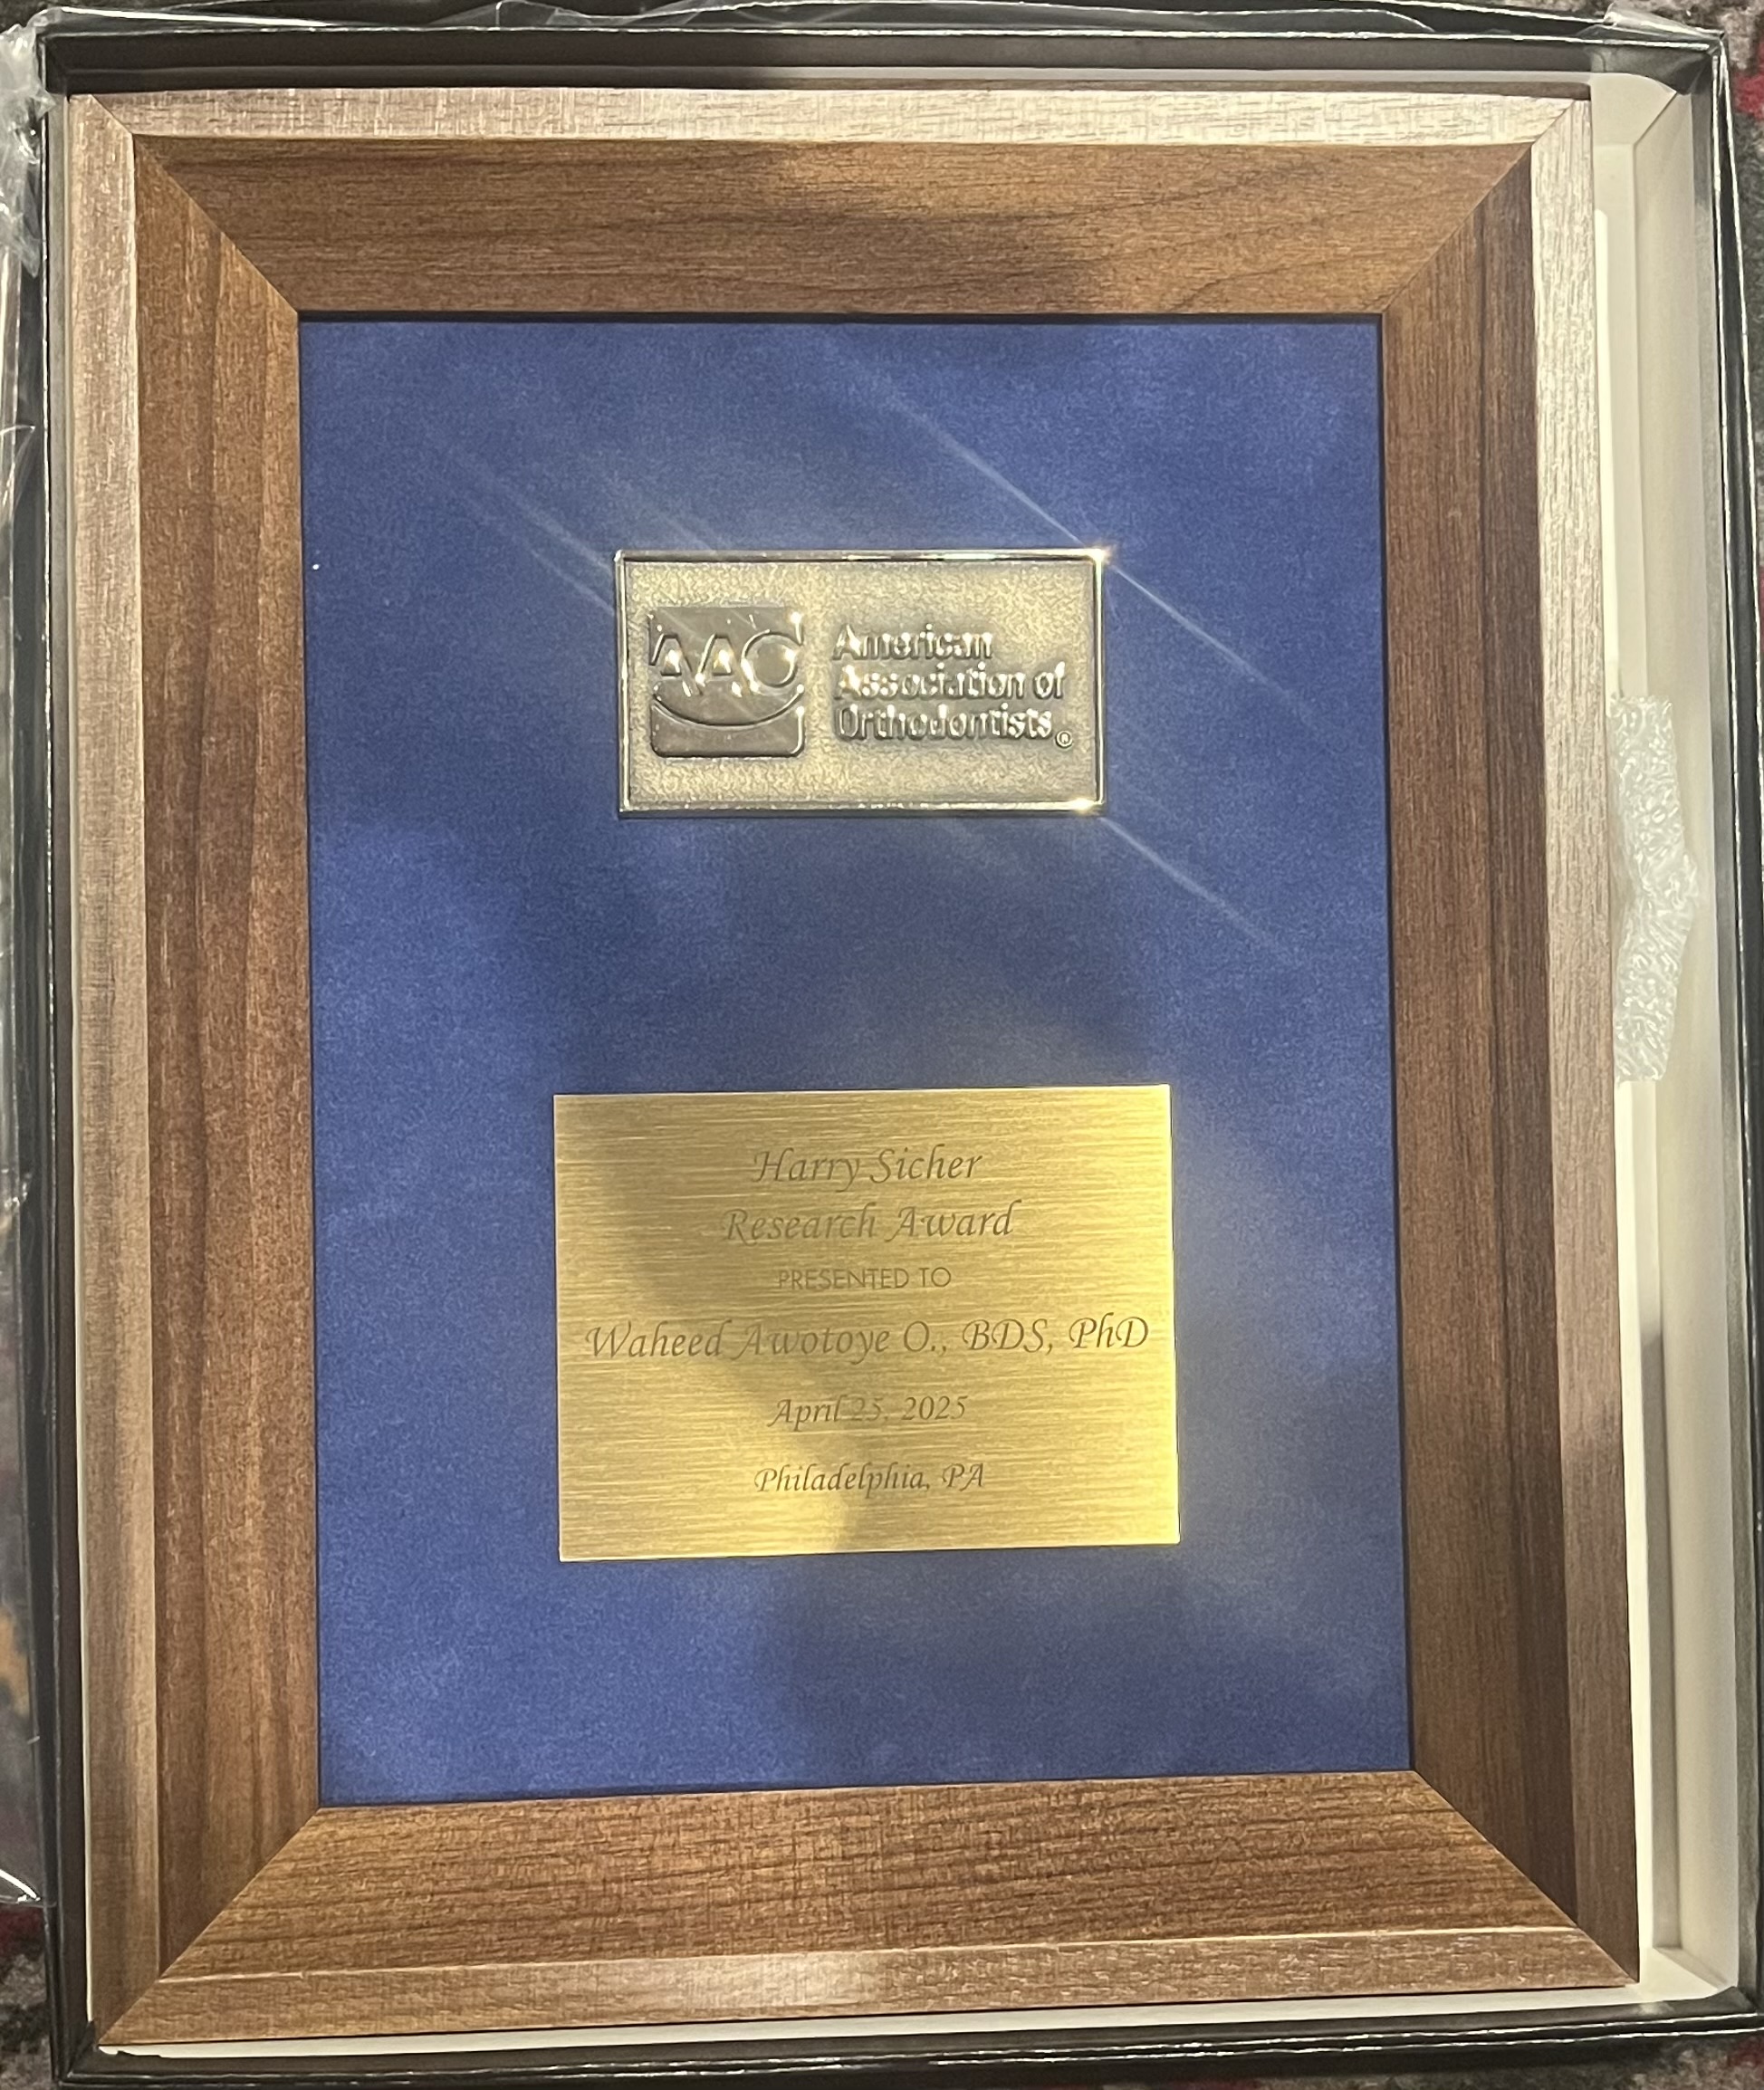 AAO
American
Association of
Orthodontists®
Harry Sicher
Research Award
PRESENTED TO
Waheed Awotoye O., BDS, PhD
April 25, 2025
Philadelphia, PA